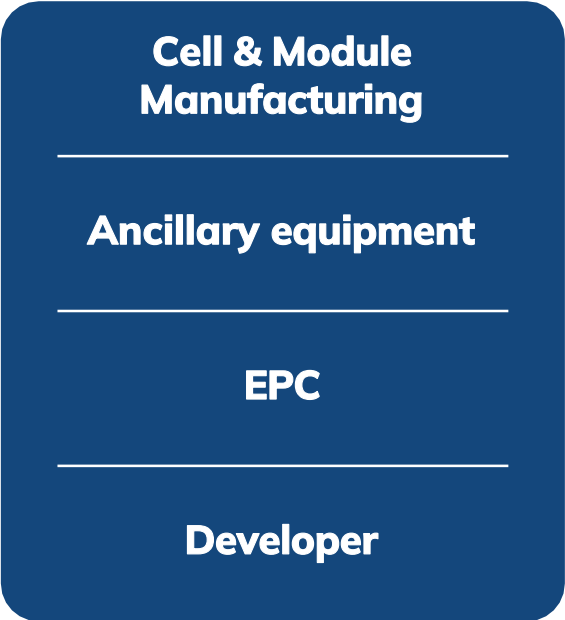 Cell & Module
Manufacturing
Ancillary equipment
EPC
Developer